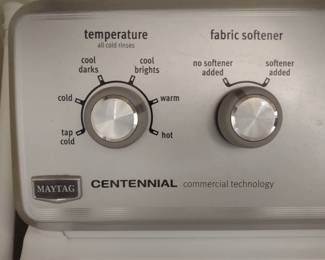 temperature
all cold rinses
cool darks
cool brights
cold
warm
tap cold
hot
fabric softener
no softener added
softener added
MAYTAG
CENTENNIAL commercial technology